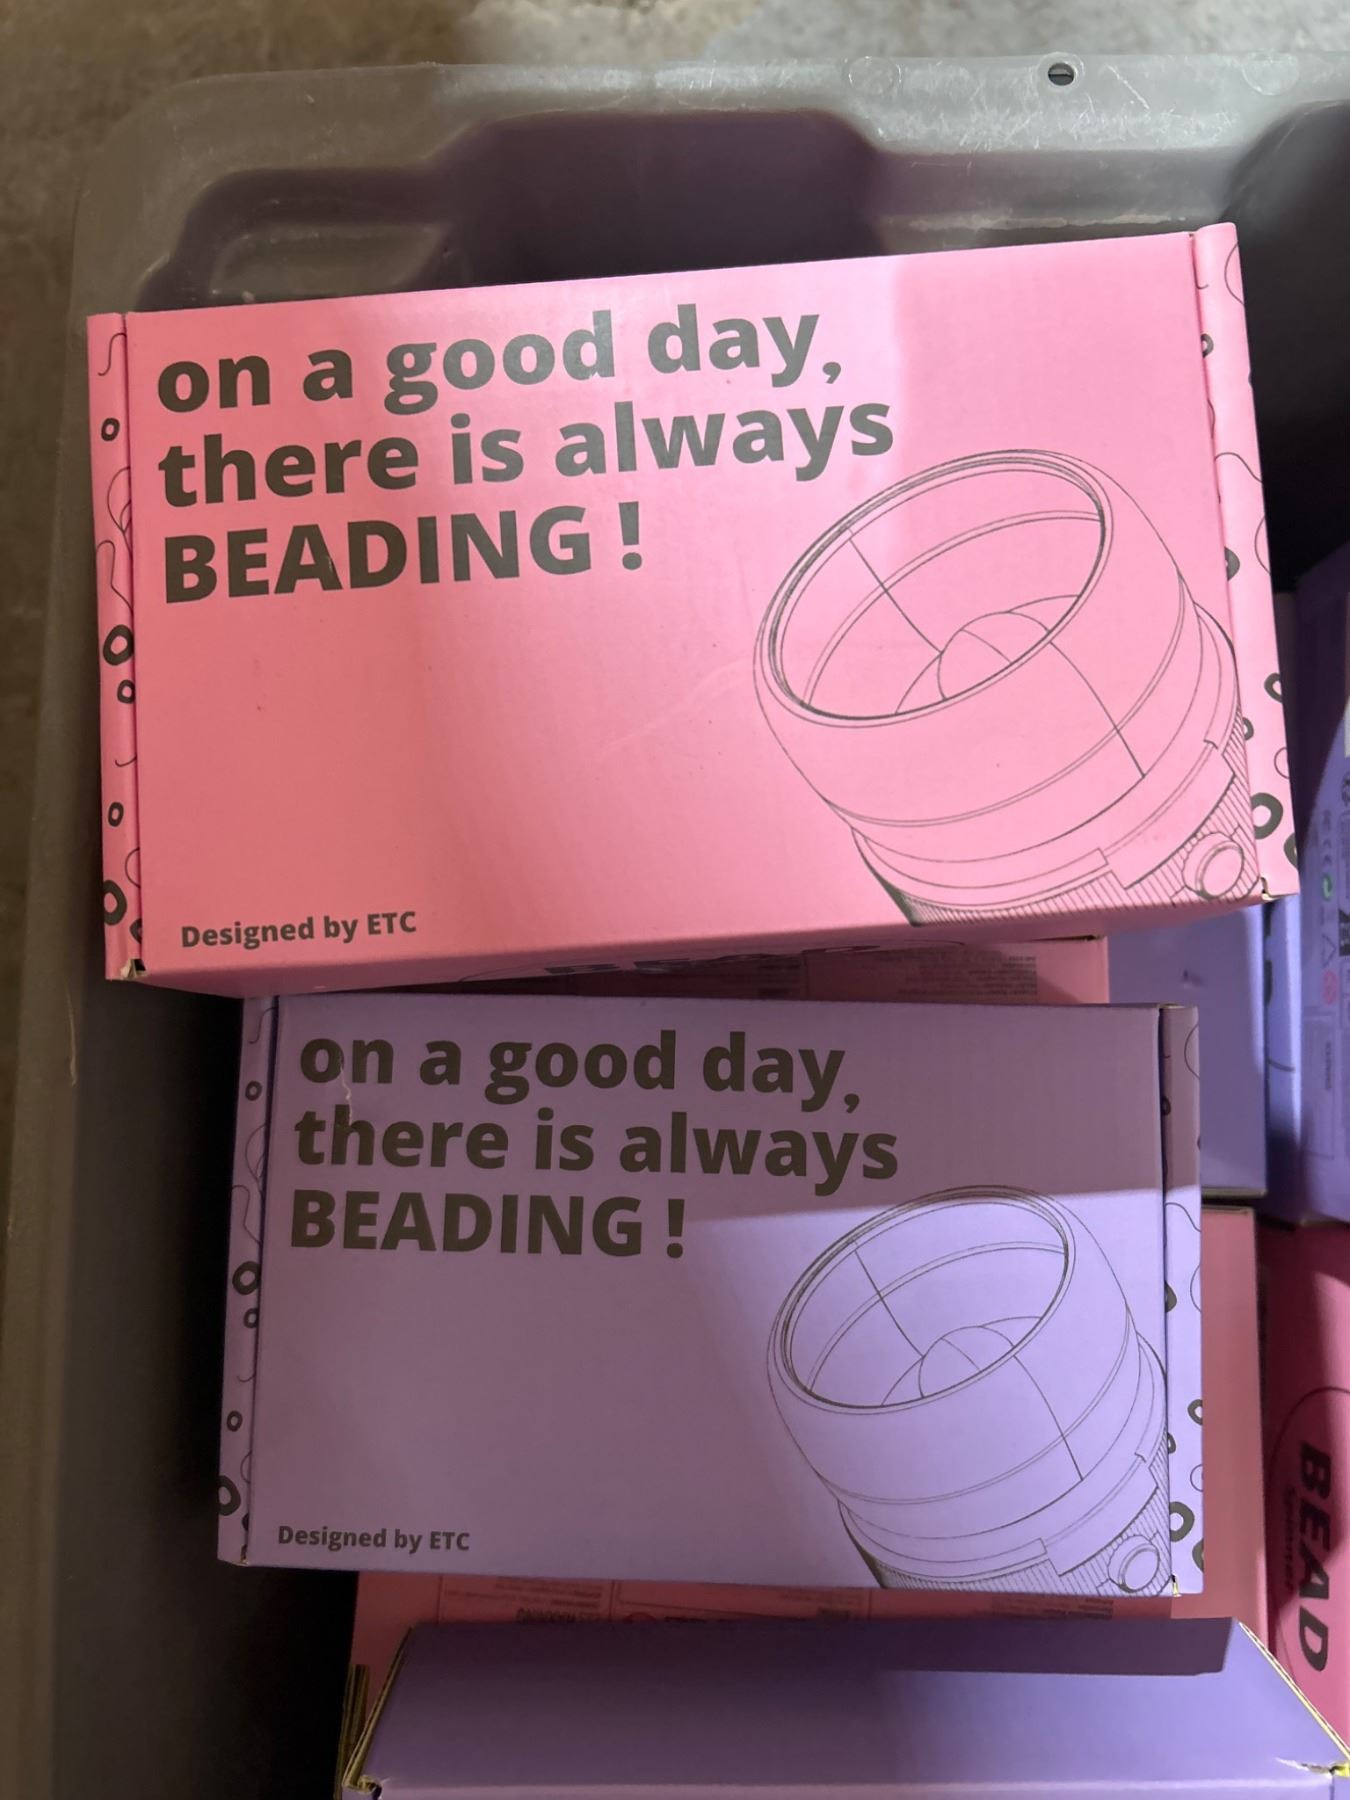 on a good day,
there is always
BEADING!
Designed by ETC
on a good day,
there is always
BEADING!
Designed by ETC
BEAD